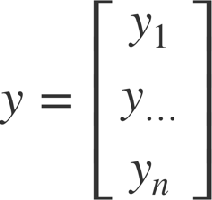 y = [ y₁
y…
yₙ ]